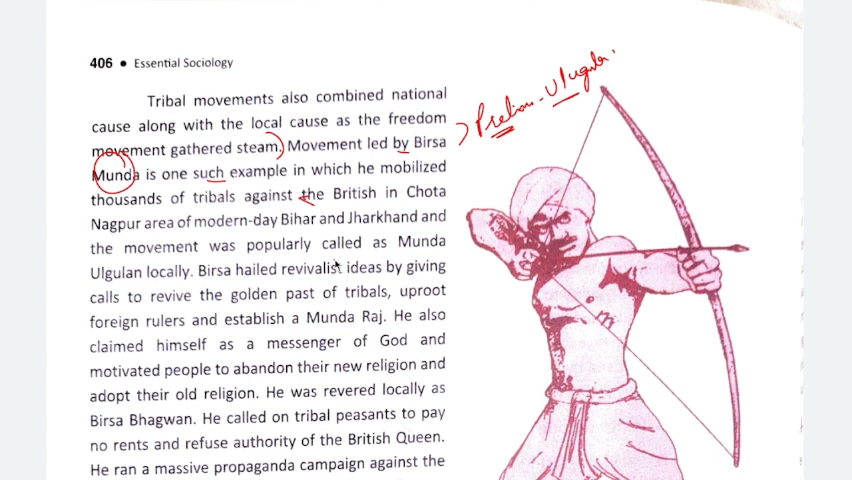 406 • Essential Sociology
Tribal movements also combined national
cause along with the local cause as the freedom
movement gathered steam. Movement led by Birsa
Munda is one such example in which he mobilized
thousands of tribals against the British in Chota
Nagpur area of modern-day Bihar and Jharkhand and
the movement was popularly called as Munda
Ulgulan locally. Birsa hailed revivalist ideas by giving
calls to revive the golden past of tribals, uproot
foreign rulers and establish a Munda Raj. He also
claimed himself as a messenger of God and
motivated people to abandon their new religion and
adopt their old religion. He was revered locally as
Birsa Bhagwan. He called on tribal peasants to pay
no rents and refuse authority of the British Queen.
He ran a massive propaganda campaign against the